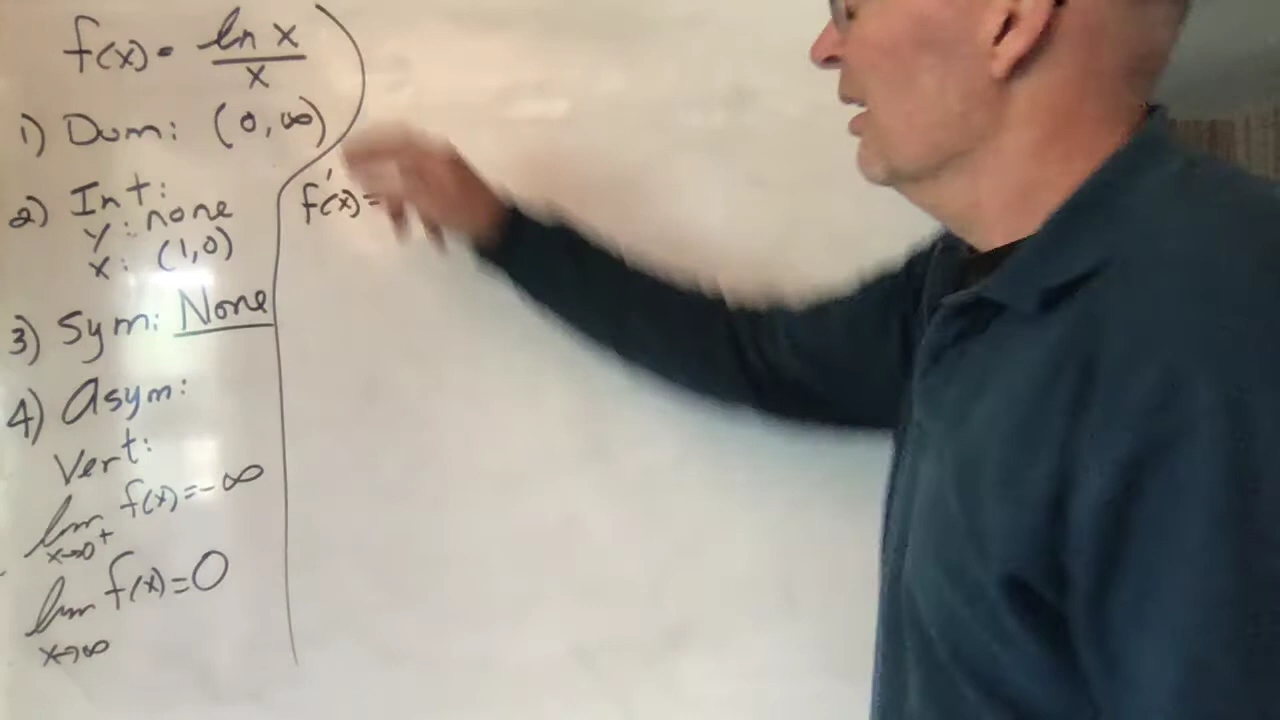 f(x) = ln x / x
1) Dom: (0, ∞)
2) Int:
y: none
x: (1,0)
3) Sym: None
4) Asym:
Vert:
lim x→0⁺ f(x) = -∞
lim x→∞ f(x) = 0
f'(x) =